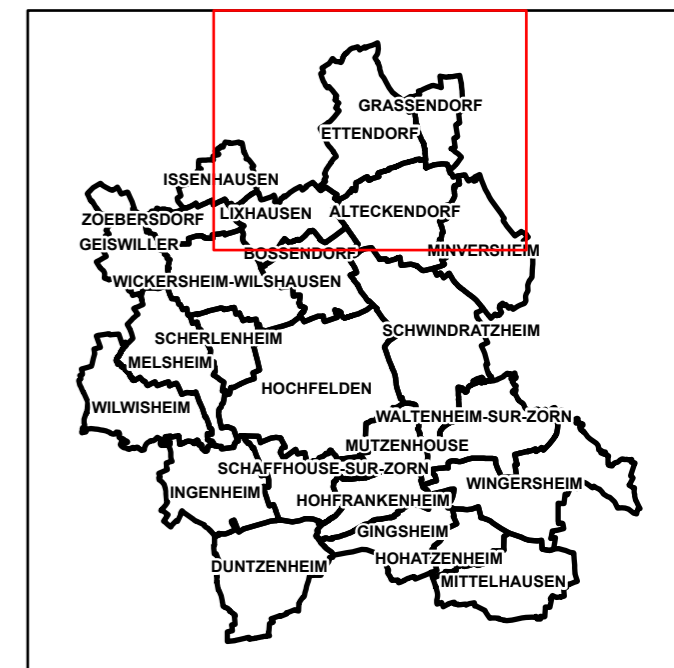 GRASSENDORF
ETTENDORF
ISSENHAUSEN
LIXHAUSEN
ALTECKENDORF
ZOEBERSDORF
GEISWILLER
BOSSENDORF
MINVERSHEIM
WICKERSHEIM-WILSHAUSEN
SCHWINDRATZHEIM
SCHERLENHEIM
MELSHEIM
HOCHFELDEN
WILWISHEIM
WALTENHEIM-SUR-ZORN
MUTZENHOUSE
SCHAFFHOUSE-SUR-ZORN
INGENHEIM
WINGERSHEIM
HOHFRANKENHEIM
GINGSHEIM
DUNTZENHEIM
HOHATZENHEIM
MITTELHAUSEN